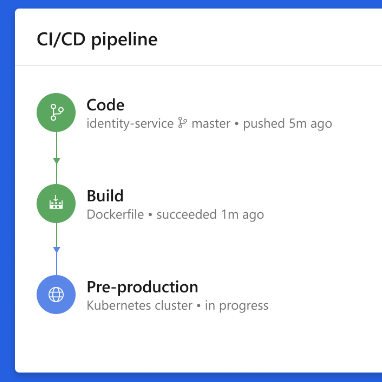 CI/CD pipeline
Code
identity-service master • pushed 5m ago
Build
Dockerfile • succeeded 1m ago
Pre-production
Kubernetes cluster • in progress